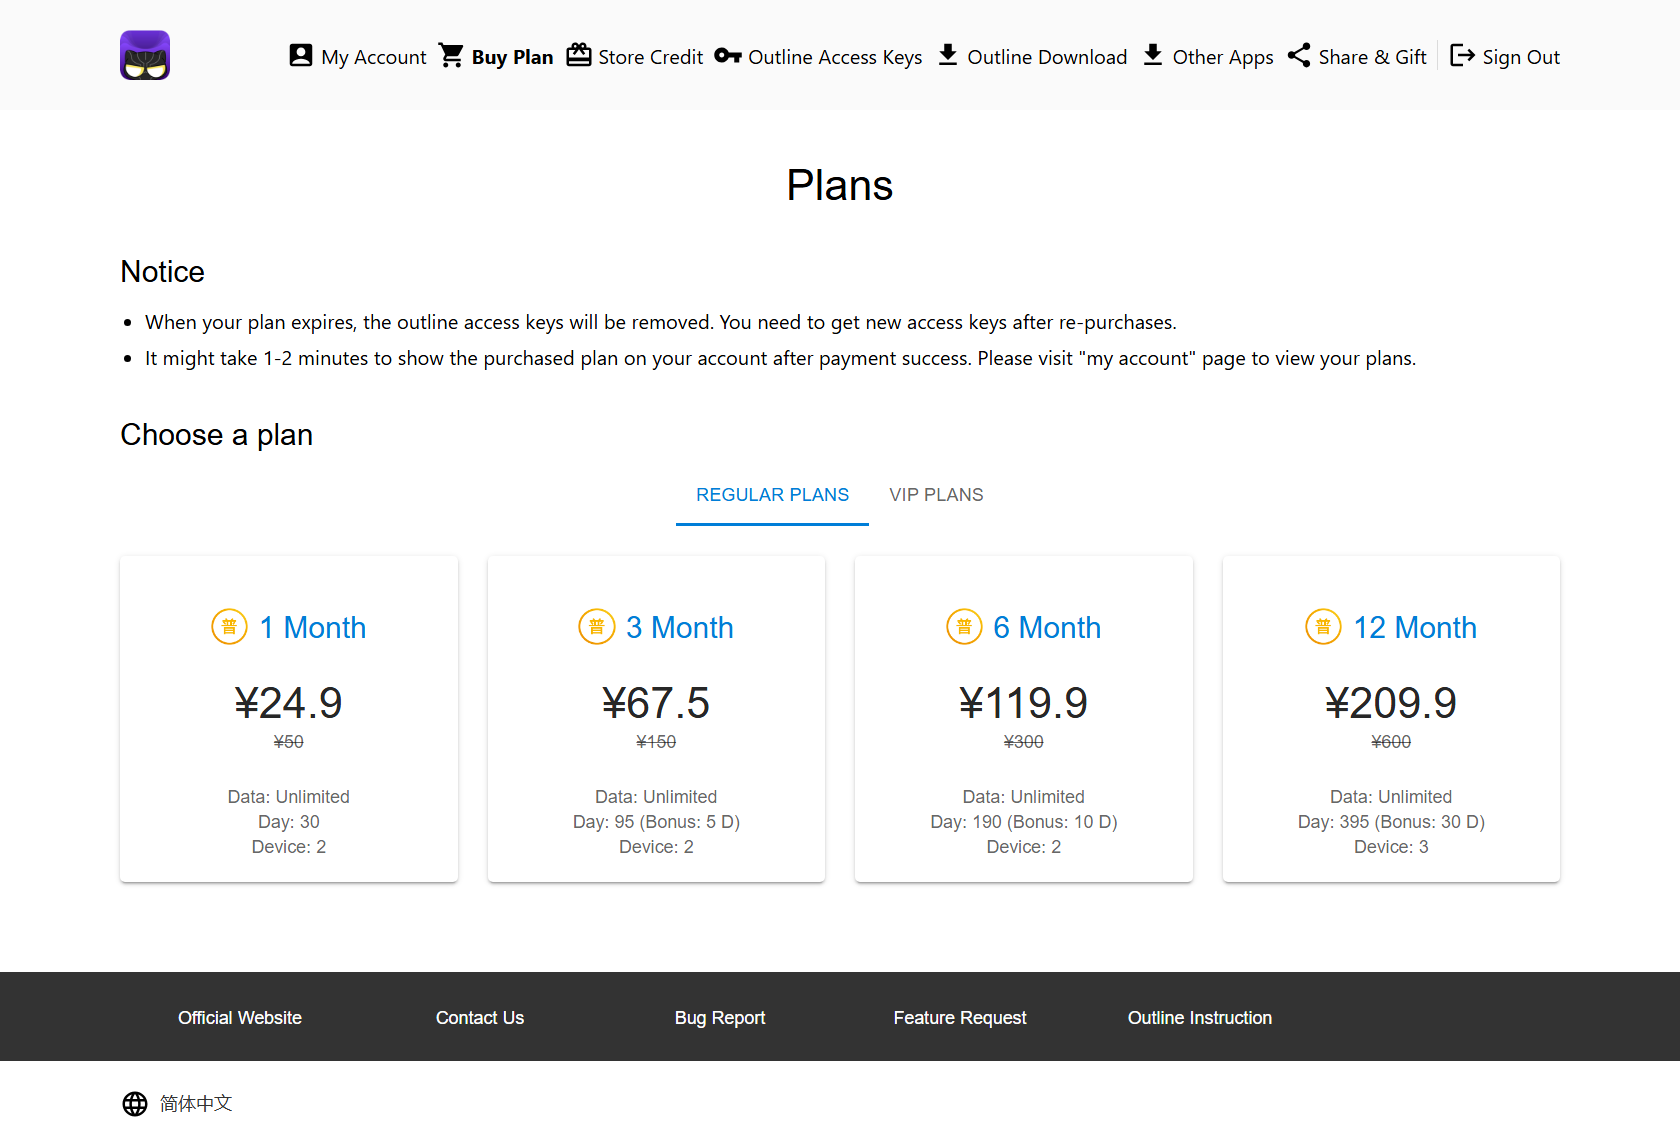 My Account
Buy Plan
Store Credit
Outline Access Keys
Outline Download
Other Apps
Share & Gift
Sign Out
Plans
Notice
When your plan expires, the outline access keys will be removed. You need to get new access keys after re-purchases.
It might take 1-2 minutes to show the purchased plan on your account after payment success. Please visit "my account" page to view your plans.
Choose a plan
REGULAR PLANS
VIP PLANS
普 1 Month
¥24.9
¥50
Data: Unlimited
Day: 30
Device: 2
普 3 Month
¥67.5
¥150
Data: Unlimited
Day: 95 (Bonus: 5 D)
Device: 2
普 6 Month
¥119.9
¥300
Data: Unlimited
Day: 190 (Bonus: 10 D)
Device: 2
普 12 Month
¥209.9
¥600
Data: Unlimited
Day: 395 (Bonus: 30 D)
Device: 3
Official Website
Contact Us
Bug Report
Feature Request
Outline Instruction
简体中文